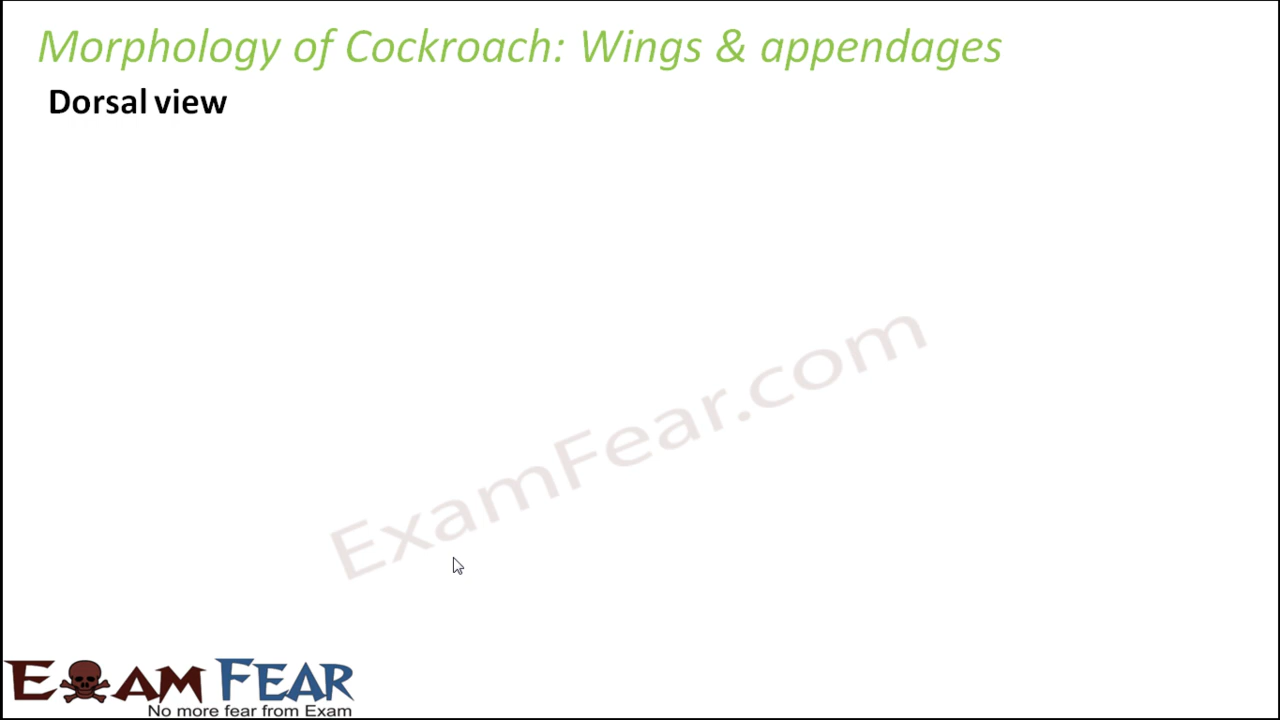 Morphology of Cockroach: Wings & appendages
Dorsal view
ExamFear.com
EXAM FEAR
No more fear from Exam